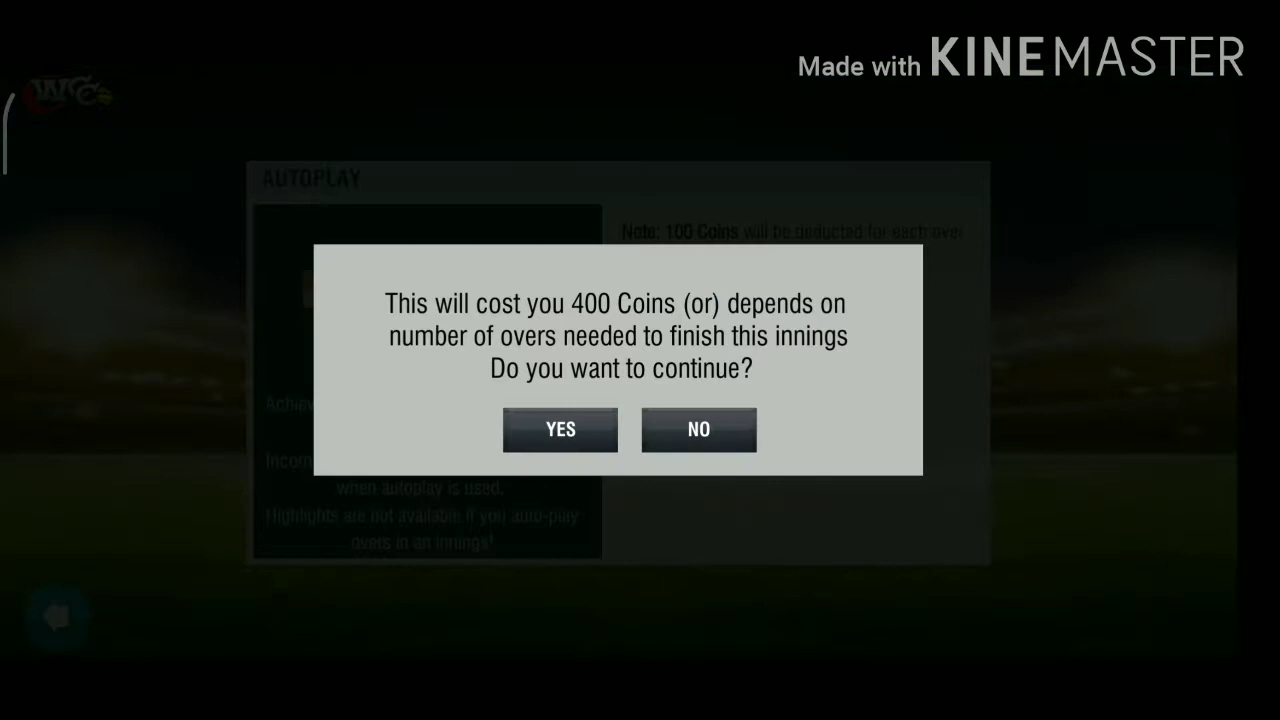 Made with KINEMASTER
WCC
AUTOPLAY
Note: 100 Coins will be deducted for each over
This will cost you 400 Coins (or) depends on
number of overs needed to finish this innings
Do you want to continue?
YES NO
when autoplay is used.
Highlights are not available if you auto-play
overs in an innings!